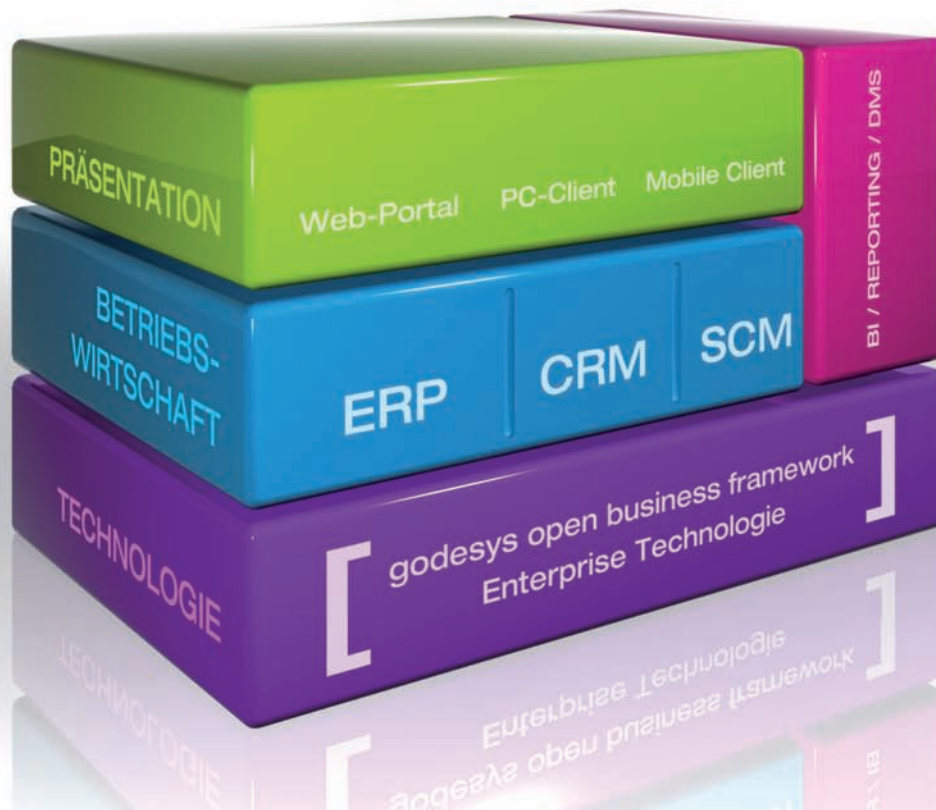 PRÄSENTATION
Web-Portal PC-Client Mobile Client
BI / REPORTING / DMS
BETRIEBS-
WIRTSCHAFT
ERP CRM SCM
TECHNOLOGIE
[ godesys open business framework
Enterprise Technologie ]